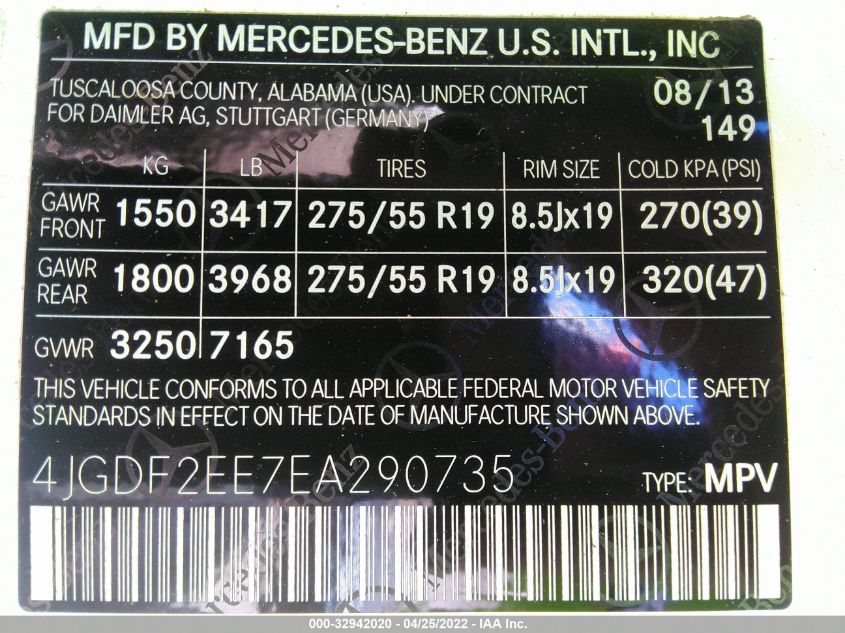 MFD BY MERCEDES-BENZ U.S. INTL., INC
TUSCALOOSA COUNTY, ALABAMA (USA). UNDER CONTRACT 08/13
FOR DAIMLER AG, STUTTGART (GERMANY) 149
KG LB TIRES RIM SIZE COLD KPA (PSI)
GAWR FRONT 1550 3417 275/55 R19 8.5Jx19 270(39)
GAWR REAR 1800 3968 275/55 R19 8.5Jx19 320(47)
GVWR 3250 7165
THIS VEHICLE CONFORMS TO ALL APPLICABLE FEDERAL MOTOR VEHICLE SAFETY
STANDARDS IN EFFECT ON THE DATE OF MANUFACTURE SHOWN ABOVE.
4JGDF2EE7EA290735 TYPE: MPV
000-32942020 - 04/25/2022 - IAA Inc.